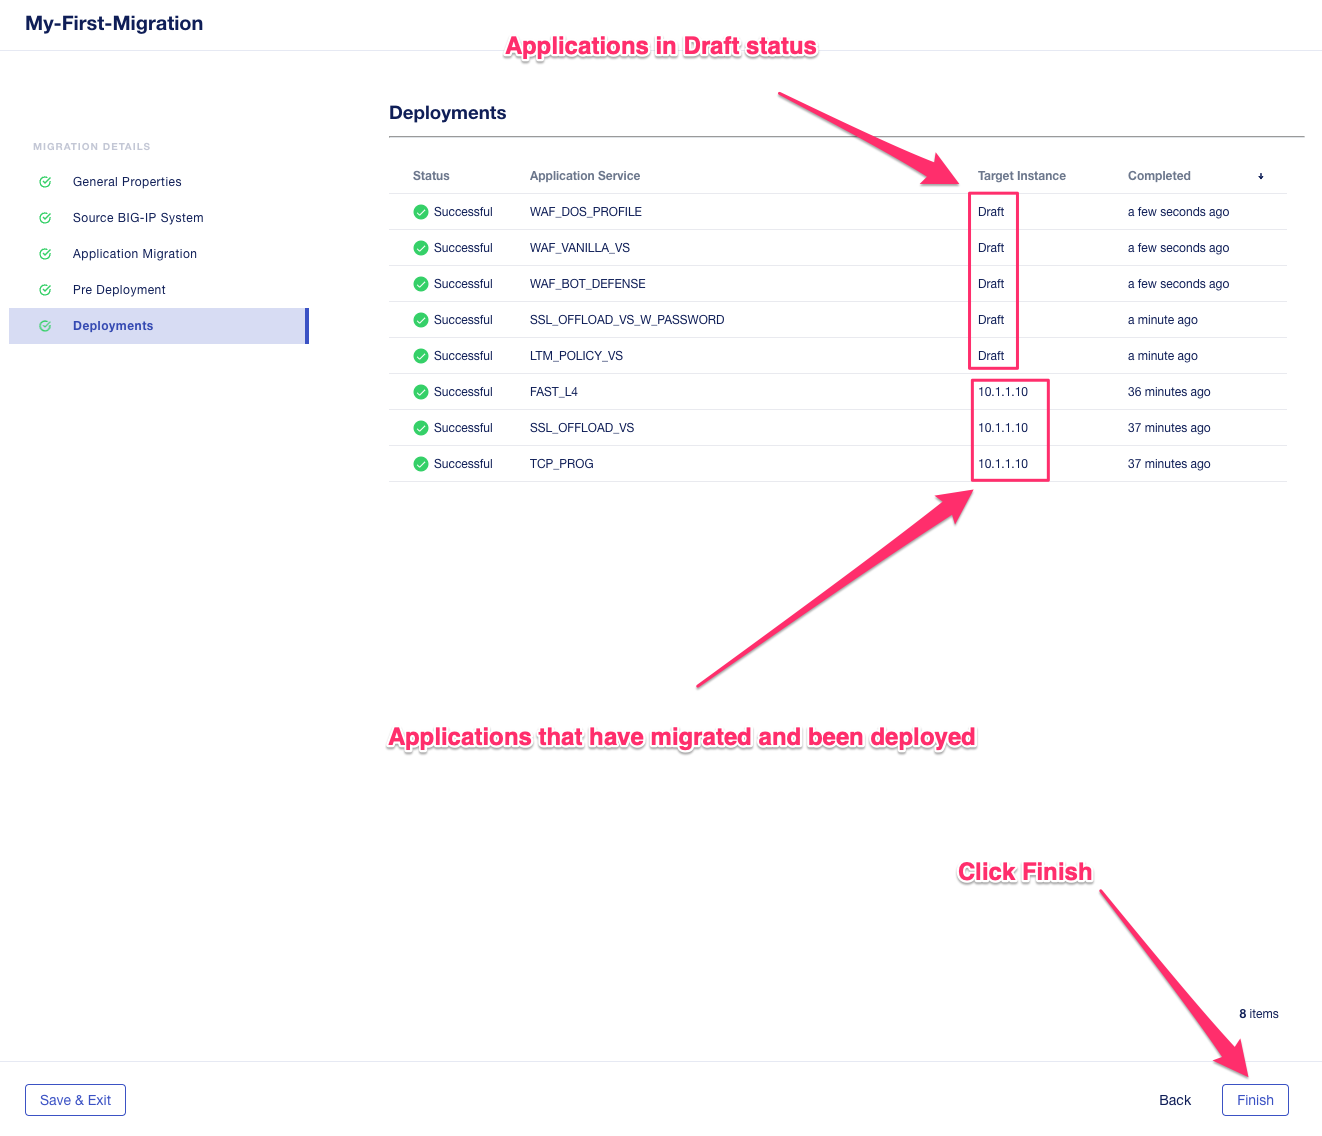 My-First-Migration
Applications in Draft status
Deployments
MIGRATION DETAILS
General Properties
Source BIG-IP System
Application Migration
Pre Deployment
Deployments
Status Application Service Target Instance Completed
Successful WAF_DOS_PROFILE Draft a few seconds ago
Successful WAF_VANILLA_VS Draft a few seconds ago
Successful WAF_BOT_DEFENSE Draft a few seconds ago
Successful SSL_OFFLOAD_VS_W_PASSWORD Draft a minute ago
Successful LTM_POLICY_VS Draft a minute ago
Successful FAST_L4 10.1.1.10 36 minutes ago
Successful SSL_OFFLOAD_VS 10.1.1.10 37 minutes ago
Successful TCP_PROG 10.1.1.10 37 minutes ago
Applications that have migrated and been deployed
Click Finish
8 items
Save & Exit Back Finish